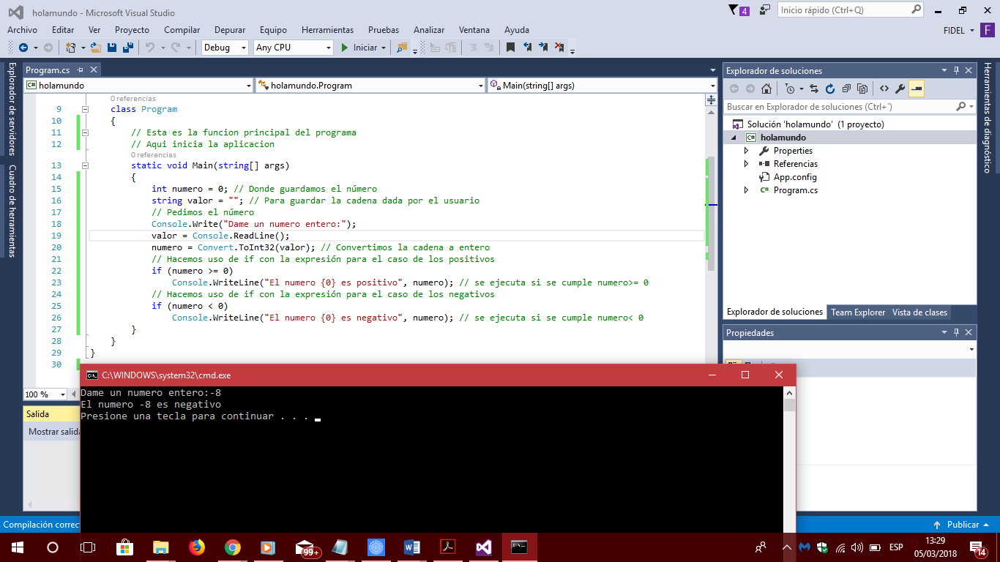 holamundo - Microsoft Visual Studio
4
Inicio rápido (Ctrl+Q)
Archivo Editar Ver Proyecto Compilar Depurar Equipo Herramientas Pruebas Analizar Ventana Ayuda
FIDEL F
Debug Any CPU Iniciar
Explorador de servidores
Cuadro de herramientas
Program.cs
holamundo holamundo.Program Main(string[] args)
0 referencias
9 class Program
10 {
11 // Esta es la funcion principal del programa
12 // Aqui inicia la aplicacion
0 referencias
13 static void Main(string[] args)
14 {
15 int numero = 0; // Donde guardamos el número
16 string valor = ""; // Para guardar la cadena dada por el usuario
17 // Pedimos el número
18 Console.Write("Dame un numero entero:");
19 valor = Console.ReadLine();
20 numero = Convert.ToInt32(valor); // Convertimos la cadena a entero
21 // Hacemos uso de if con la expresión para el caso de los positivos
22 if (numero >= 0)
23 Console.WriteLine("El numero {0} es positivo", numero); // se ejecuta si se cumple numero>= 0
24 // Hacemos uso de if con la expresión para el caso de los negativos
25 if (numero < 0)
26 Console.WriteLine("El numero {0} es negativo", numero); // se ejecuta si se cumple numero< 0
27 }
28 }
29 }
30
100 %
Salida
Mostrar salida
Explorador de soluciones
Buscar en Explorador de soluciones (Ctrl+`)
Solución 'holamundo' (1 proyecto)
C# holamundo
Properties
Referencias
App.config
C# Program.cs
Explorador de soluciones Team Explorer Vista de clases
Propiedades
Herramientas de diagnóstico
C:\WINDOWS\system32\cmd.exe
Dame un numero entero:-8
El numero -8 es negativo
Presione una tecla para continuar . . .
Compilación correct
Publicar
99+
ESP
13:29
05/03/2018
14